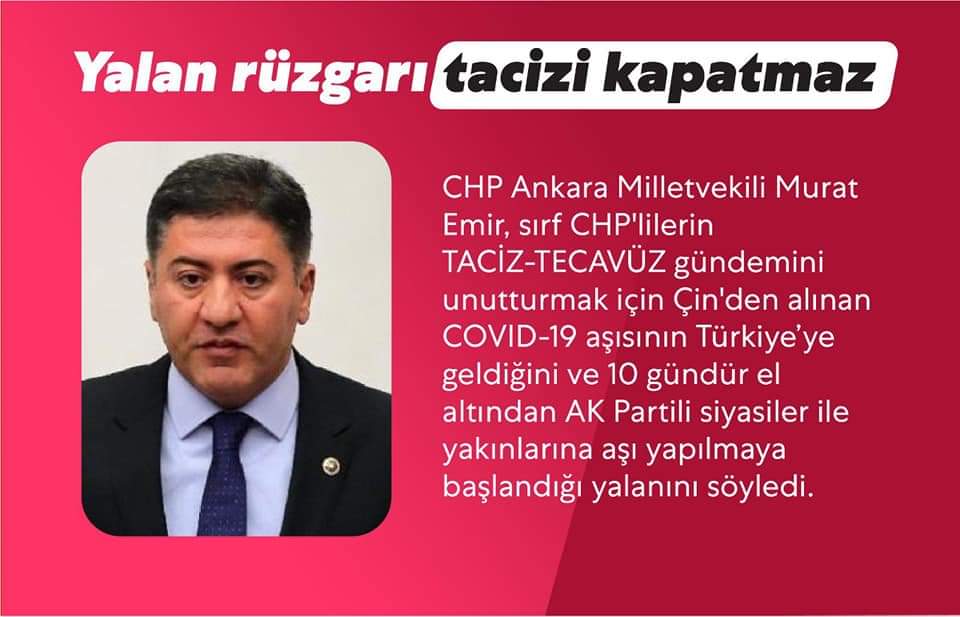 Yalan rüzgarı tacizi kapatmaz
CHP Ankara Milletvekili Murat
Emir, sırf CHP'lilerin
TACİZ-TECAVÜZ gündemini
unutturmak için Çin'den alınan
COVID-19 aşısının Türkiye’ye
geldiğini ve 10 gündür el
altından AK Partili siyasiler ile
yakınlarına aşı yapılmaya
başlandığı yalanını söyledi.